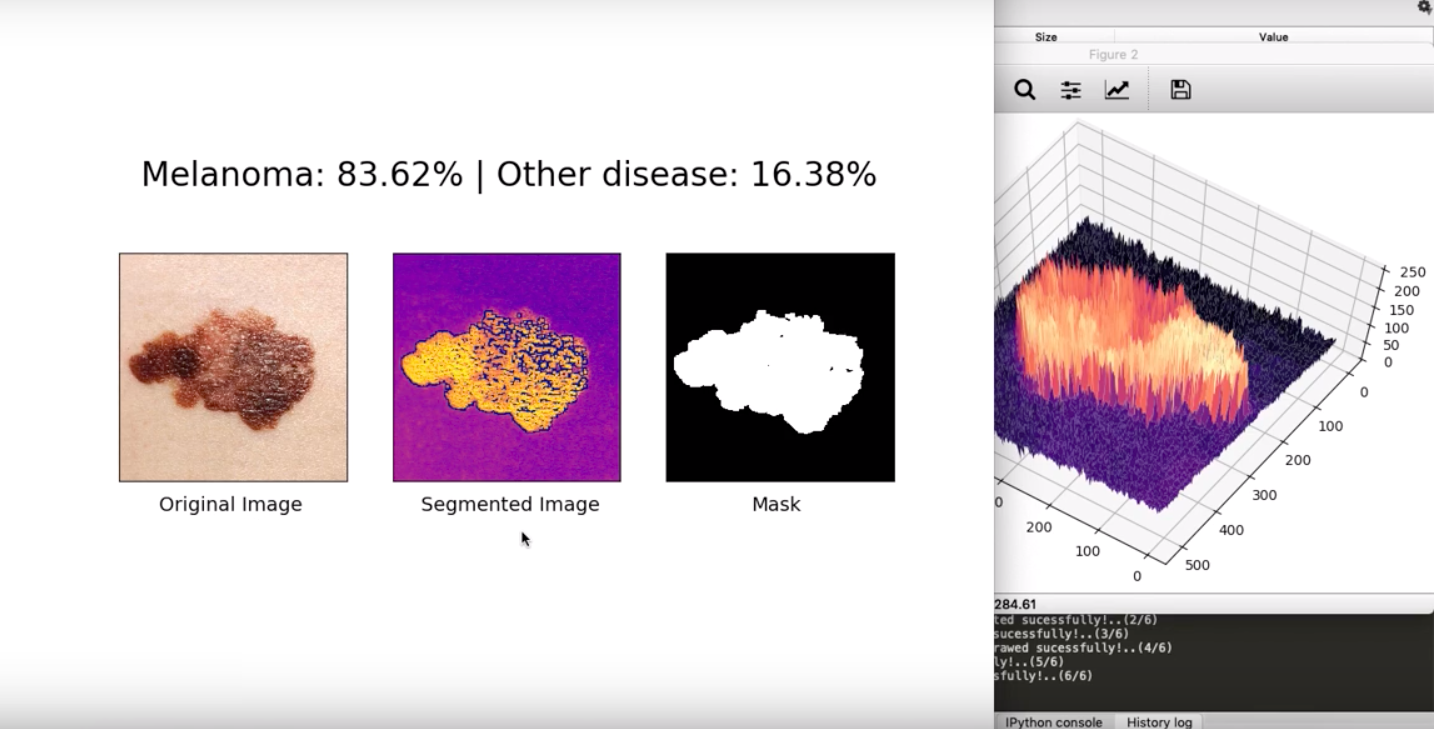 Melanoma: 83.62% | Other disease: 16.38%
Original Image
Segmented Image
Mask
Size Value
Figure 2
250
200
150
100
50
0
0
100
200
300
400
500
0
200
100
0
284.61
ted sucessfully!..(2/6)
sucessfully!..(3/6)
rawed sucessfully!..(4/6)
ly!..(5/6)
sfully!..(6/6)
IPython console History log